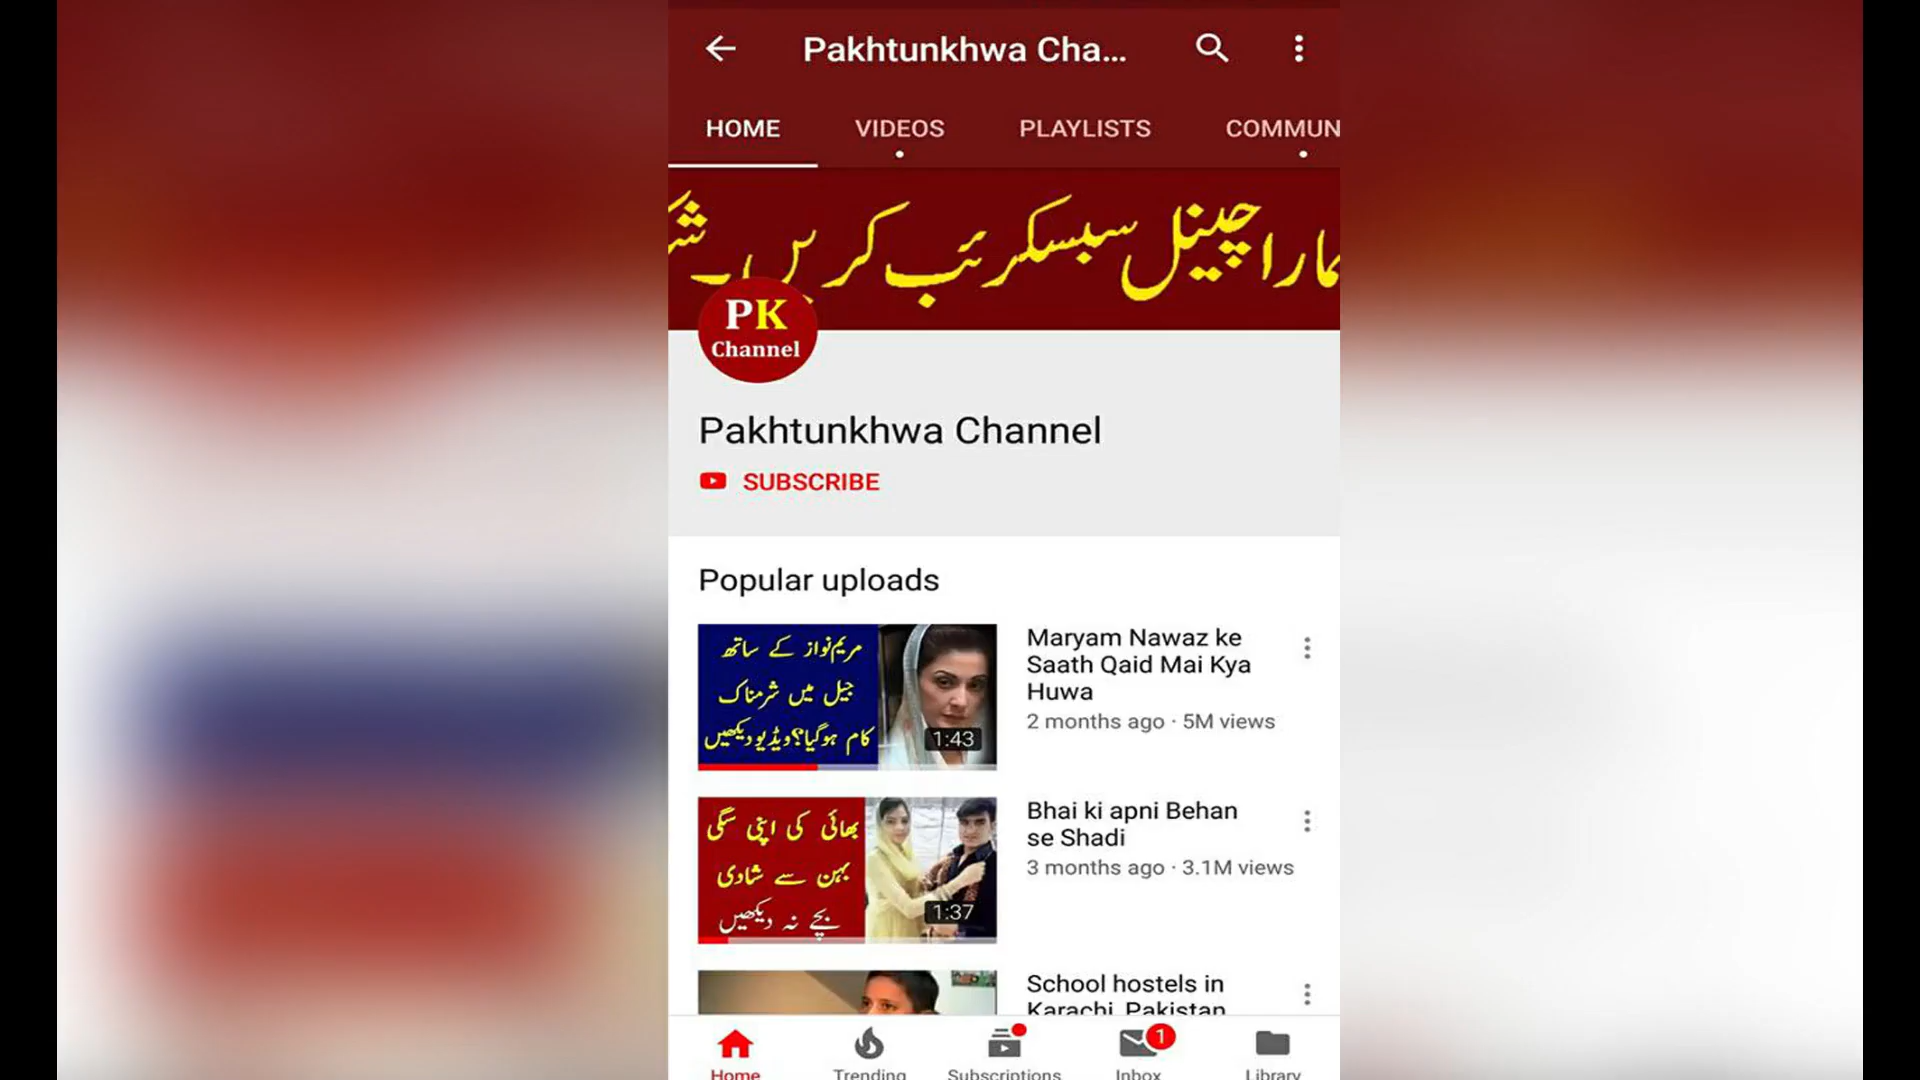 Pakhtunkhwa Cha...
HOME VIDEOS PLAYLISTS COMMUN
چینل سبسکرائب کریں۔
PK
Channel
Pakhtunkhwa Channel
SUBSCRIBE
Popular uploads
مریم نواز کے ساتھ
جیل میں شرمناک
کام ہوگیا؟ ویڈیو دیکھیں
1:43
Maryam Nawaz ke
Saath Qaid Mai Kya
Huwa
2 months ago · 5M views
بھائی کی اپنی سگی
بہن سے شادی
بچے نہ دیکھیں
1:37
Bhai ki apni Behan
se Shadi
3 months ago · 3.1M views
School hostels in
Karachi, Pakistan
1
Home Trending Subscriptions Inbox Library